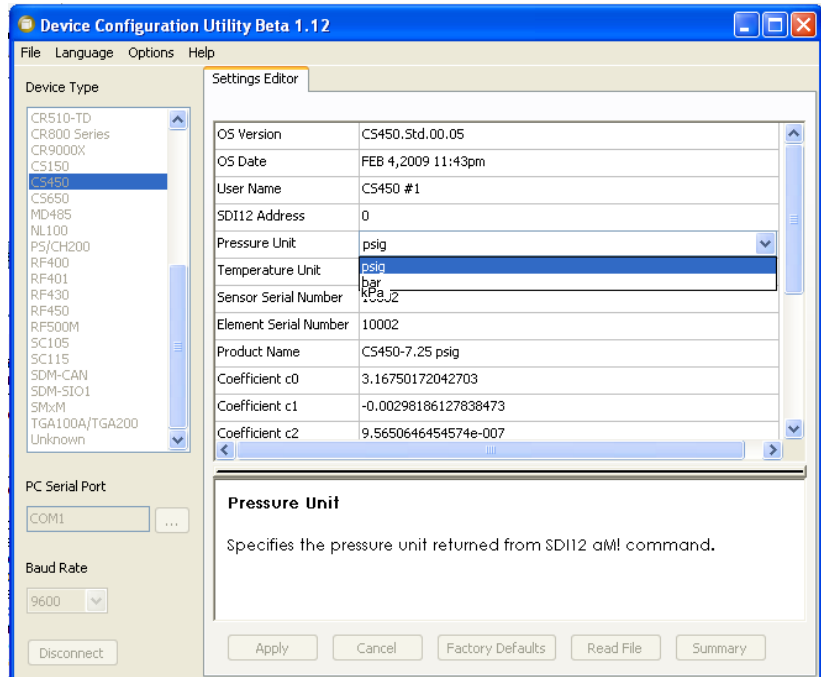 Device Configuration Utility Beta 1.12
File Language Options Help
Device Type
CR510-TD
CR800 Series
CR9000X
CS150
CS450
CS650
MD485
NL100
PS/CH200
RF400
RF401
RF430
RF450
RF500M
SC105
SC115
SDM-CAN
SDM-SIO1
SMxM
TGA100A/TGA200
Unknown
PC Serial Port
COM1 ...
Baud Rate
9600
Disconnect
Settings Editor
OS Version CS450.Std.00.05
OS Date FEB 4,2009 11:43pm
User Name CS450 #1
SDI12 Address 0
Pressure Unit psig
psig
bar
kPa
Temperature Unit
Sensor Serial Number
Element Serial Number 10002
Product Name CS450-7.25 psig
Coefficient c0 3.16750172042703
Coefficient c1 -0.00298186127838473
Coefficient c2 9.5650646454574e-007
Pressure Unit
Specifies the pressure unit returned from SDI12 aM! command.
Apply Cancel Factory Defaults Read File Summary